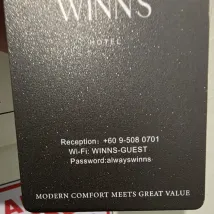 WINNS
HOTEL
Reception: +60 9-508 0701
Wi-Fi: WINNS-GUEST
Password:alwayswinns
MODERN COMFORT MEETS GREAT VALUE